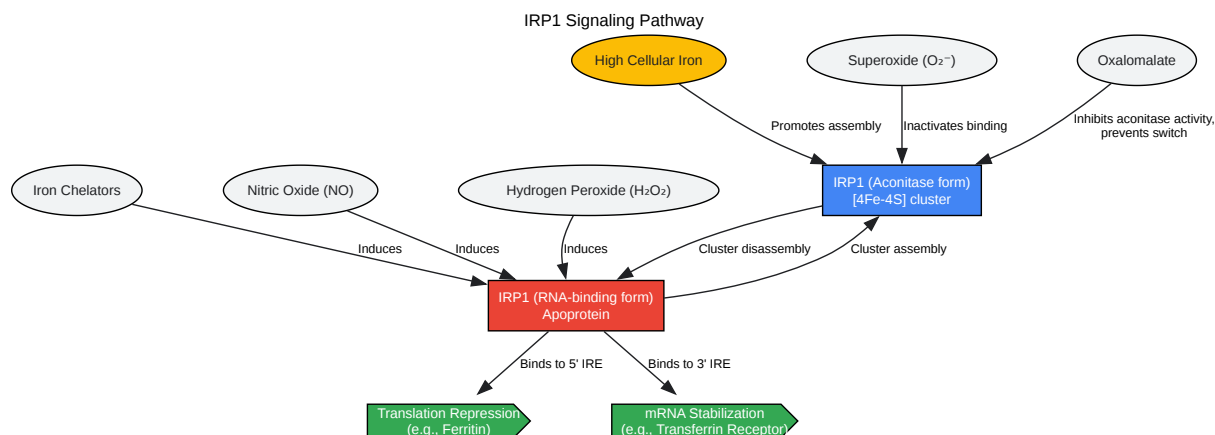 IRP1 Signaling Pathway
High Cellular Iron
Superoxide (O₂⁻)
Oxalomalate
Promotes assembly
Inactivates binding
Inhibits aconitase activity,
prevents switch
Iron Chelators
Nitric Oxide (NO)
Hydrogen Peroxide (H₂O₂)
IRP1 (Aconitase form)
[4Fe-4S] cluster
Induces
Induces
Induces
Cluster disassembly
Cluster assembly
IRP1 (RNA-binding form)
Apoprotein
Binds to 5' IRE
Binds to 3' IRE
Translation Repression
(e.g., Ferritin)
mRNA Stabilization
(e.g., Transferrin Receptor)